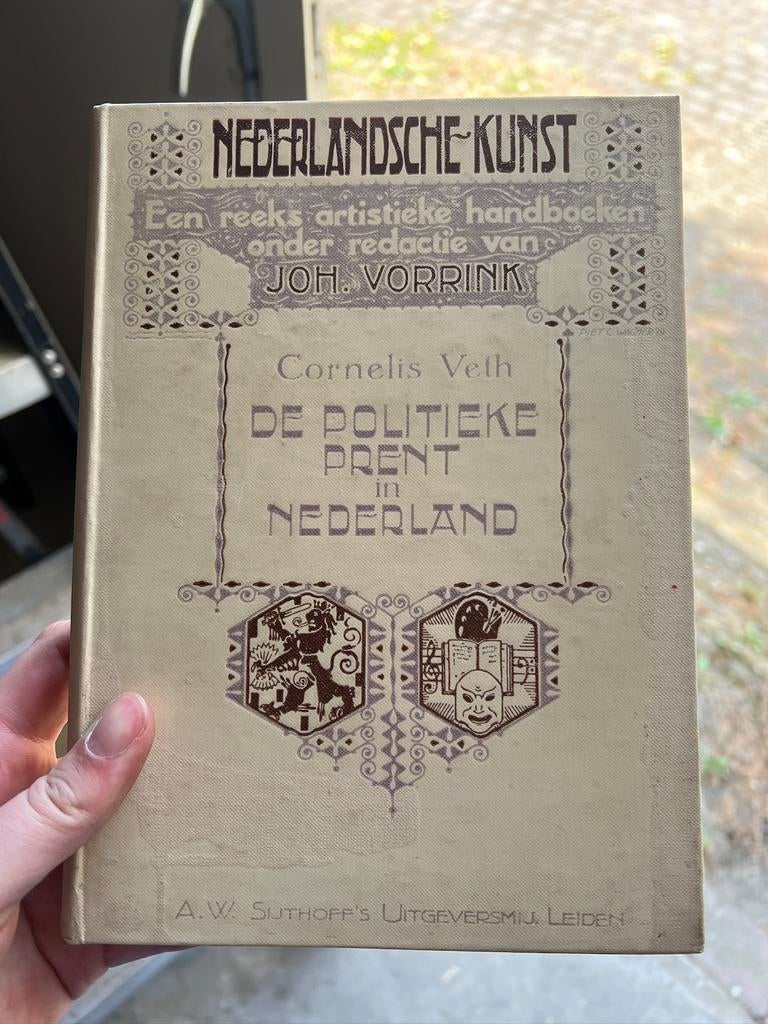 NEDERLANDSCHE-KUNST
Een reeks artistieke handboeken
onder redactie van
JOH. VORRINK
Cornelis Veth
DE POLITIEKE
PRENT
in
NEDERLAND
A.W. SIJTHOFF'S UITGEVERSMIJ. LEIDEN